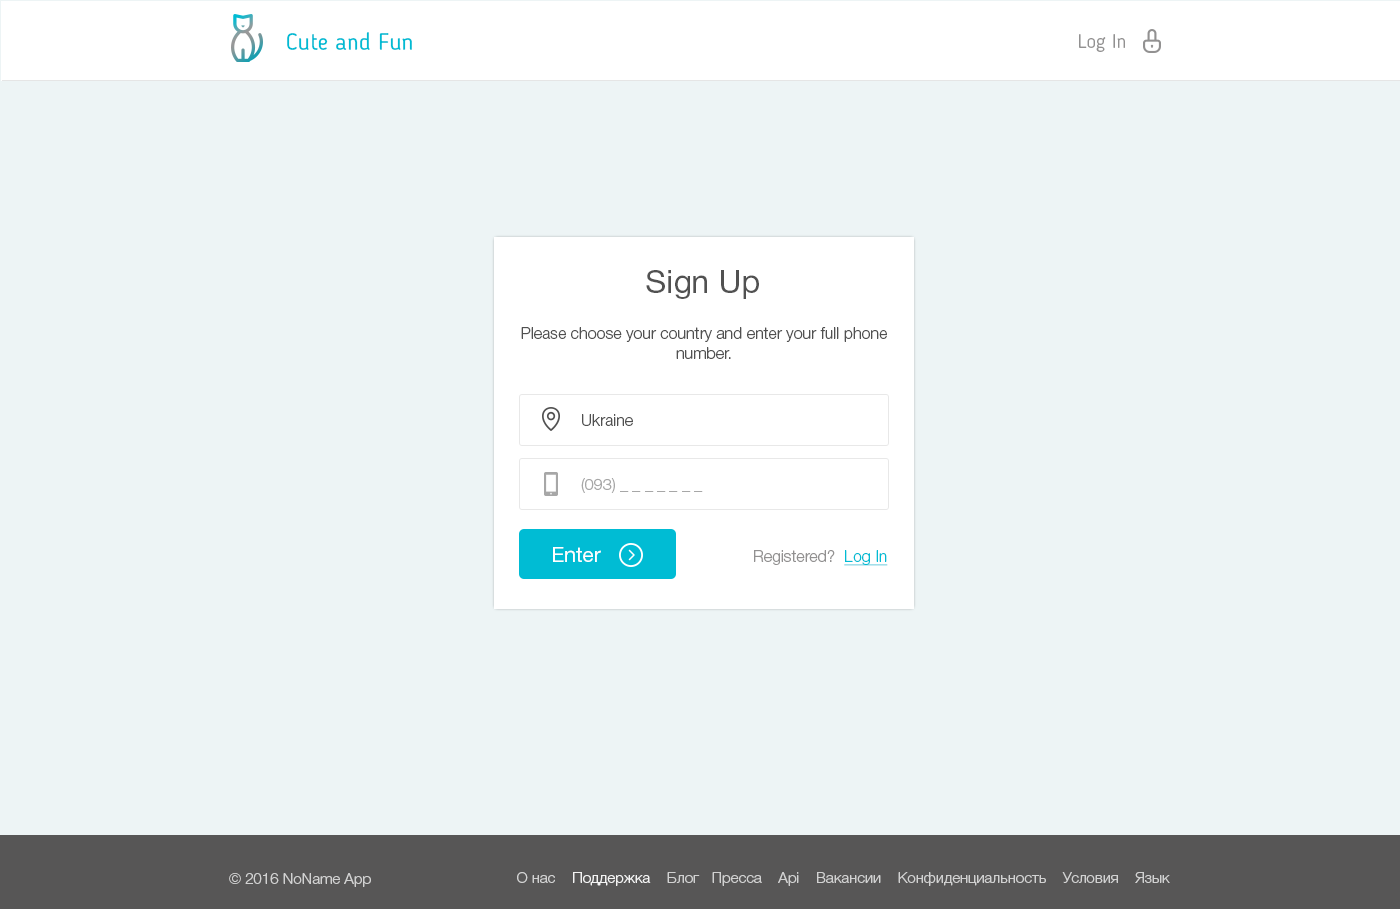 Cute and Fun
Log In
Sign Up
Please choose your country and enter your full phone
number.
Ukraine
(093) _ _ _ _ _ _ _
Enter
Registered? Log In
© 2016 NoName App
О нас Поддержка Блог Пресса Api Вакансии Конфиденциальность Условия Язык